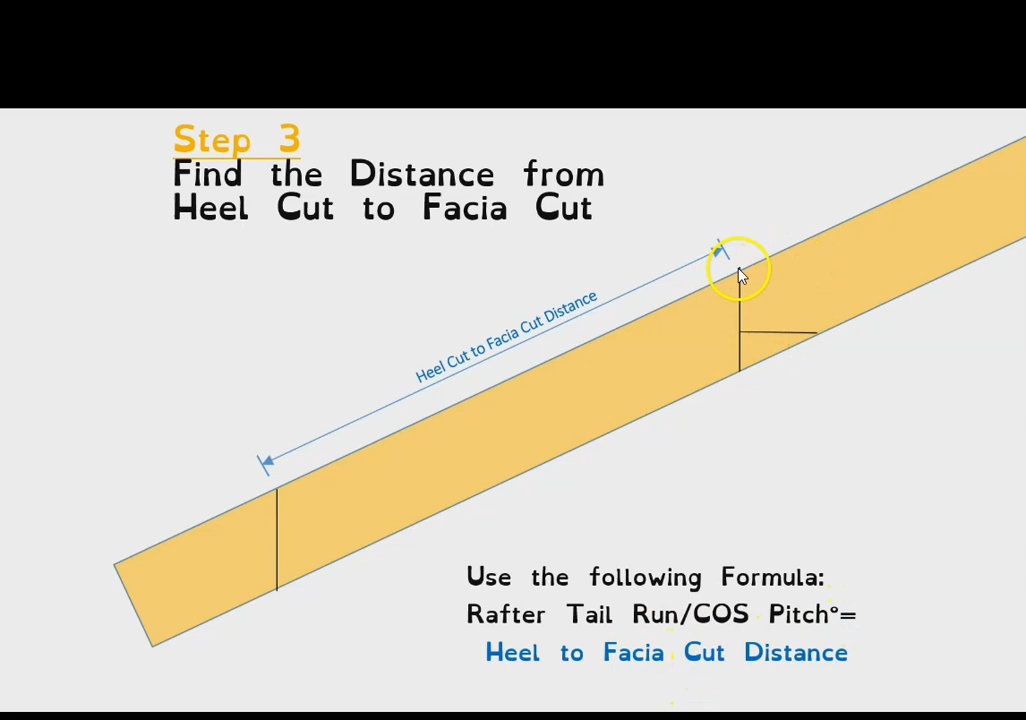 Step 3
Find the Distance from
Heel Cut to Facia Cut
Heel Cut to Facia Cut Distance
Use the following Formula:
Rafter Tail Run/COS Pitch°=
Heel to Facia Cut Distance